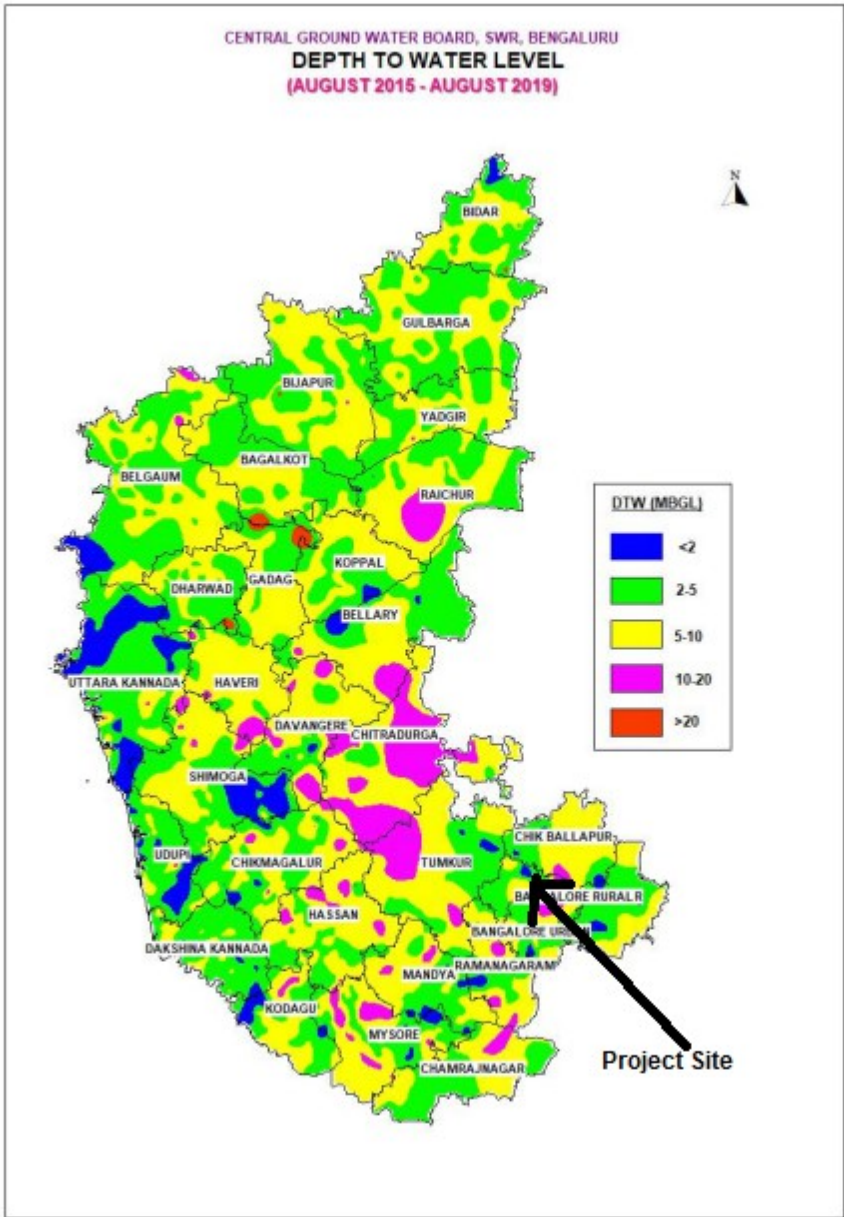 CENTRAL GROUND WATER BOARD, SWR, BENGALURU
DEPTH TO WATER LEVEL
(AUGUST 2015 - AUGUST 2019)
N
BIDAR
GULBARGA
BIJAPUR
YADGIR
BAGALKOT
BELGAUM
RAICHUR
DTW (MBGL)
<2
2-5
5-10
10-20
>20
KOPPAL
GADAG
DHARWAD
BELLARY
UTTARA KANNADA
HAVERI
DAVANGERE
CHITRADURGA
SHIMOGA
CHIK BALLAPUR
UDUPI
CHIKMAGALUR
TUMKUR
HASSAN
BANGALORE URBAN
DAKSHINA KANNADA
RAMANAGARAM
MANDYA
KODAGU
MYSORE
CHAMRAJNAGAR
Project Site